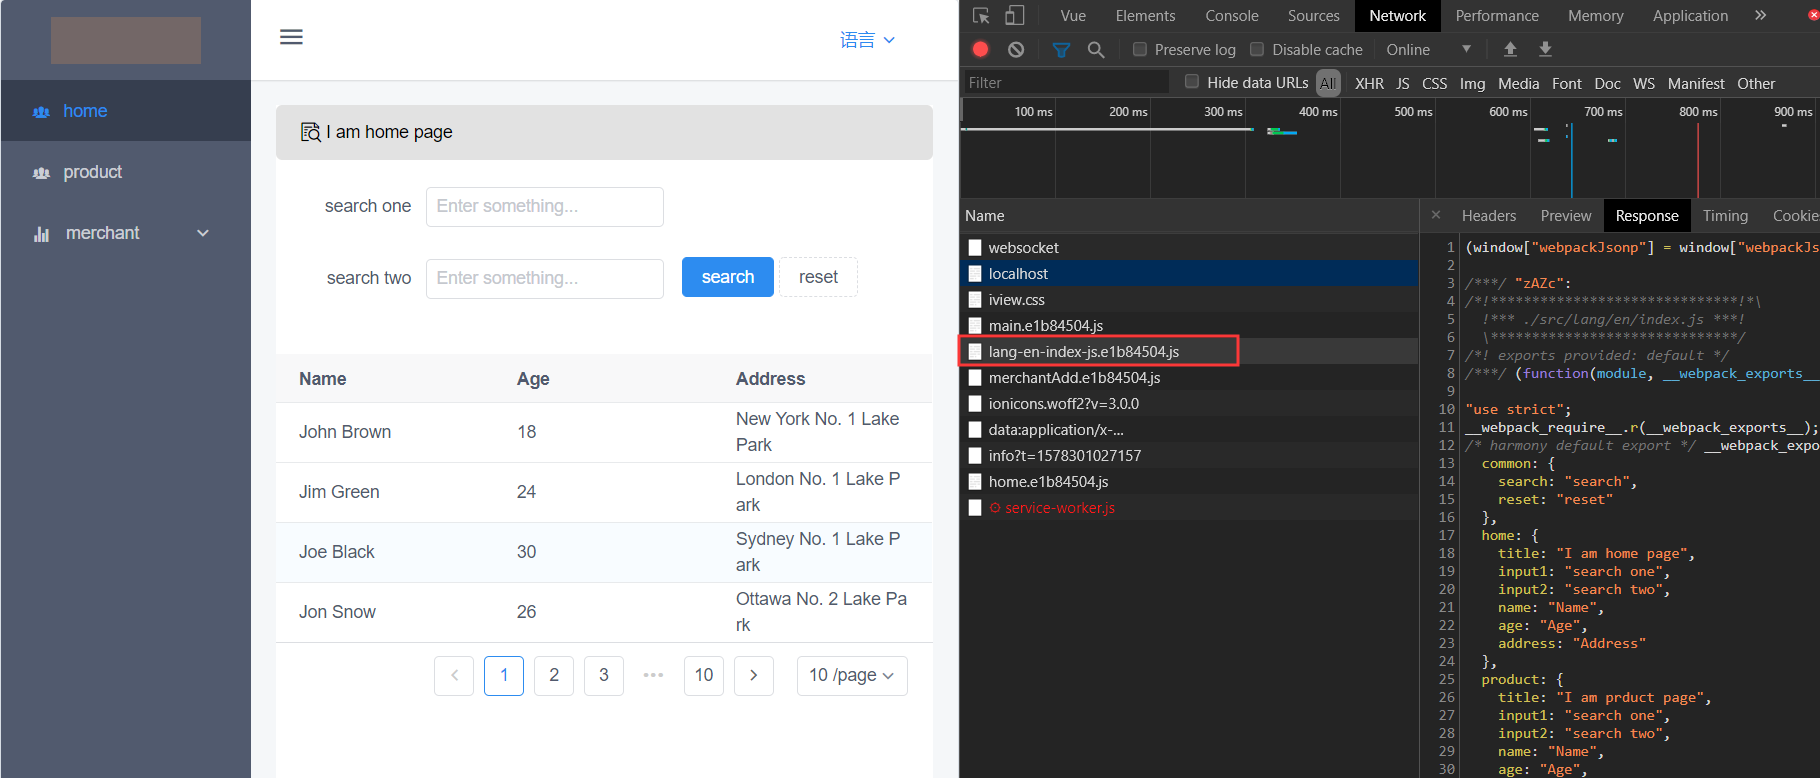 语言
home
product
merchant
I am home page
search one
Enter something...
search two
Enter something...
search
reset
Name Age Address
John Brown 18 New York No. 1 Lake
Park
Jim Green 24 London No. 1 Lake P
ark
Joe Black 30 Sydney No. 1 Lake P
ark
Jon Snow 26 Ottawa No. 2 Lake Pa
rk
1 2 3 ••• 10 10 /page
Vue Elements Console Sources Network Performance Memory Application »
Preserve log Disable cache Online
Filter Hide data URLs All XHR JS CSS Img Media Font Doc WS Manifest Other
100 ms 200 ms 300 ms 400 ms 500 ms 600 ms 700 ms 800 ms 900 ms
Name
websocket
localhost
iview.css
main.e1b84504.js
lang-en-index-js.e1b84504.js
merchantAdd.e1b84504.js
ionicons.woff2?v=3.0.0
data:application/x-...
info?t=1578301027157
home.e1b84504.js
service-worker.js
× Headers Preview Response Timing Cookie
1 (window["webpackJsonp"] = window["webpackJs
2
3 /***/ "zAZc":
4 /*!******************************!*\
5 !*** ./src/lang/en/index.js ***!
6 \******************************/
7 /*! exports provided: default */
8 /***/ (function(module, __webpack_exports__
9
10 "use strict";
11 __webpack_require__.r(__webpack_exports__);
12 /* harmony default export */ __webpack_expo
13 common: {
14 search: "search",
15 reset: "reset"
16 },
17 home: {
18 title: "I am home page",
19 input1: "search one",
20 input2: "search two",
21 name: "Name",
22 age: "Age",
23 address: "Address"
24 },
25 product: {
26 title: "I am prduct page",
27 input1: "search one",
28 input2: "search two",
29 name: "Name",
30 age: "Age",